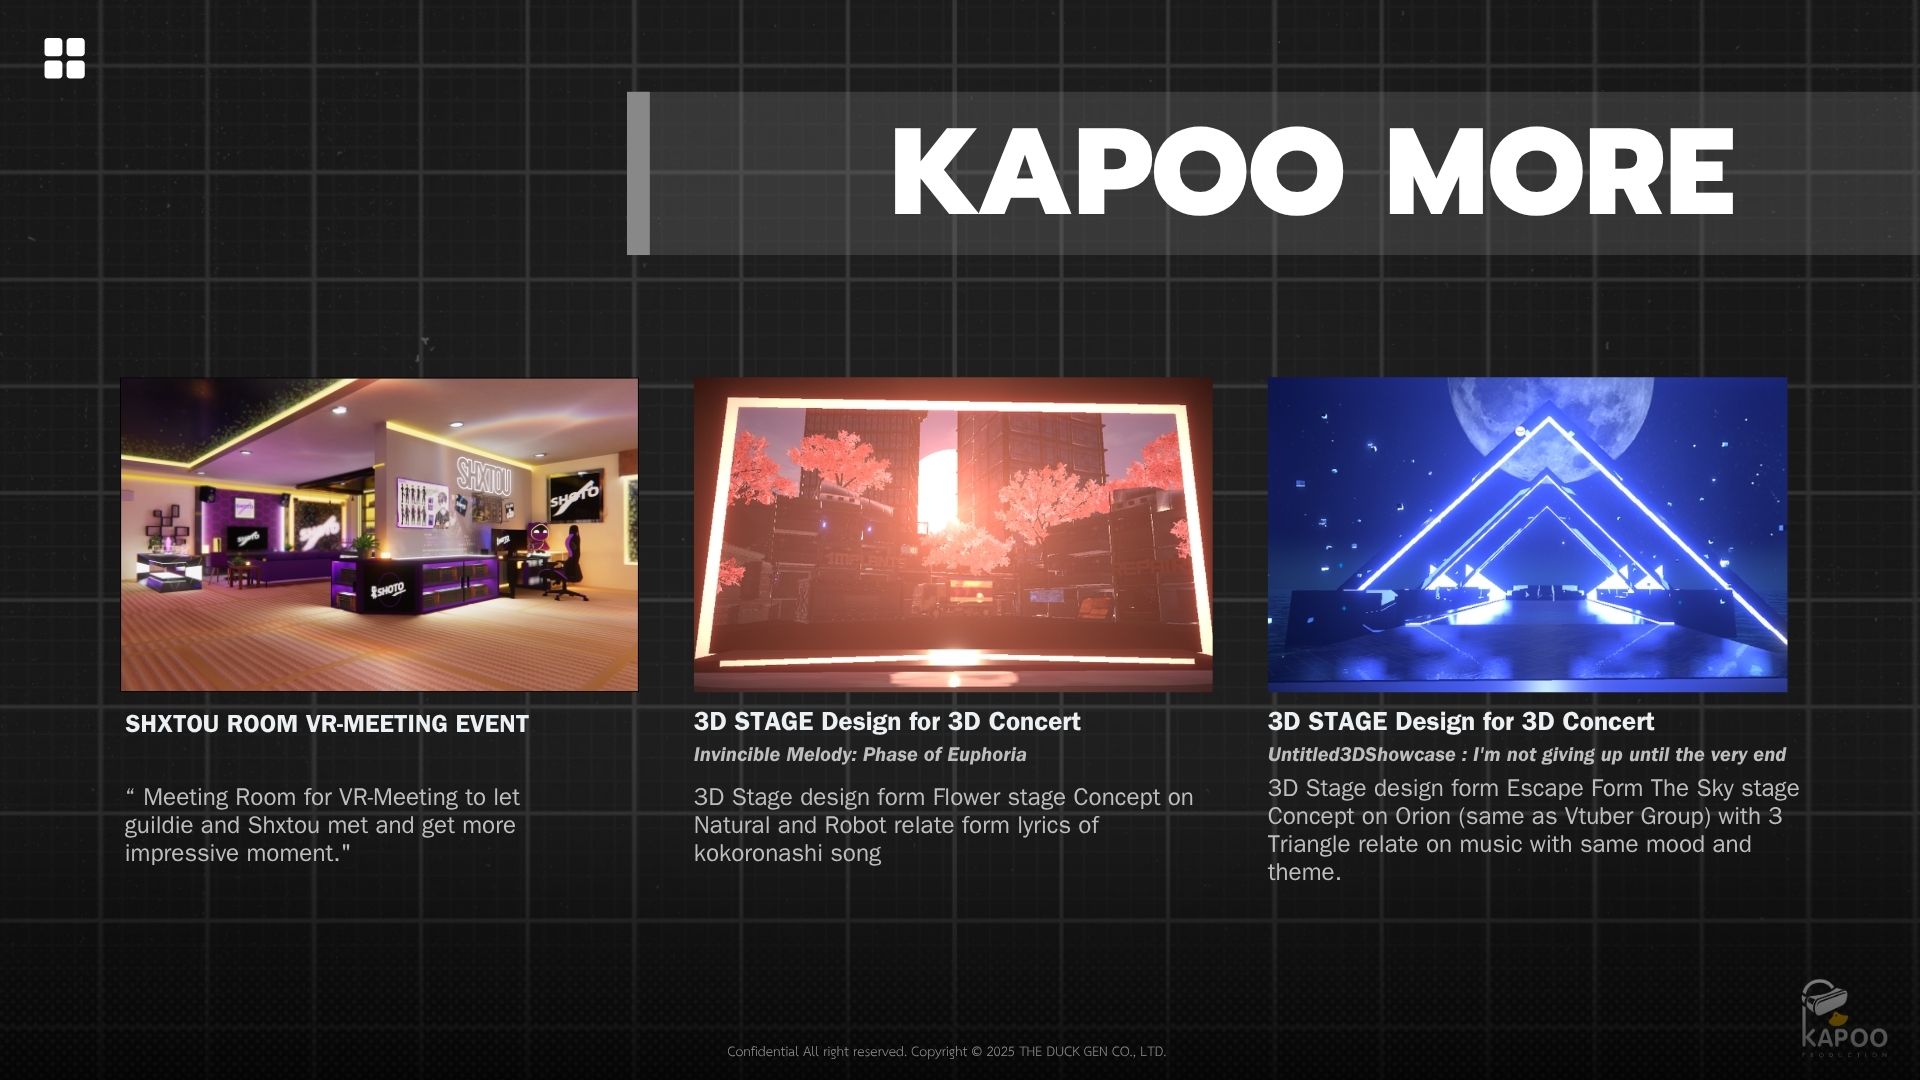 KAPOO MORE
SHXTOU
SHOTO
SHOTO
SHOTO
SHXTOU ROOM VR-MEETING EVENT
“ Meeting Room for VR-Meeting to let
guildie and Shxtou met and get more
impressive moment."
3D STAGE Design for 3D Concert
Invincible Melody: Phase of Euphoria
3D Stage design form Flower stage Concept on
Natural and Robot relate form lyrics of
kokoronashi song
3D STAGE Design for 3D Concert
Untitled3DShowcase : I'm not giving up until the very end
3D Stage design form Escape Form The Sky stage
Concept on Orion (same as Vtuber Group) with 3
Triangle relate on music with same mood and
theme.
Confidential All right reserved. Copyright © 2025 THE DUCK GEN CO., LTD.
KAPOO
PRODUCTION